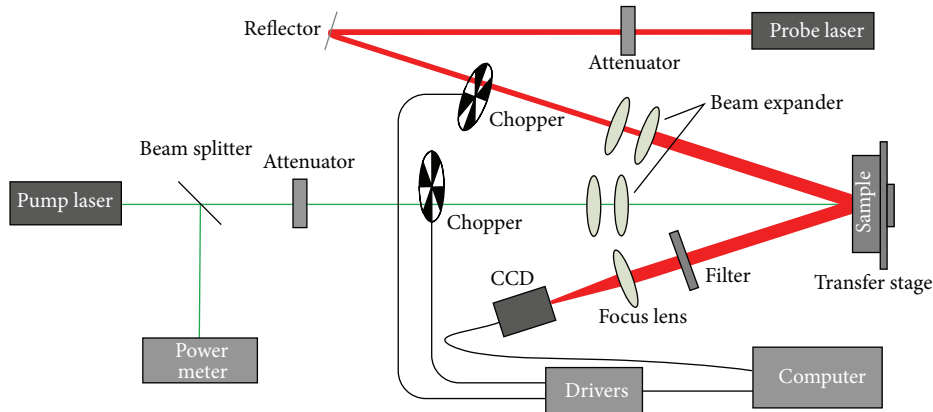 Reflector
Probe laser
Attenuator
Chopper
Beam expander
Beam splitter
Attenuator
Pump laser
Chopper
Sample
CCD
Filter
Transfer stage
Focus lens
Power
meter
Drivers
Computer